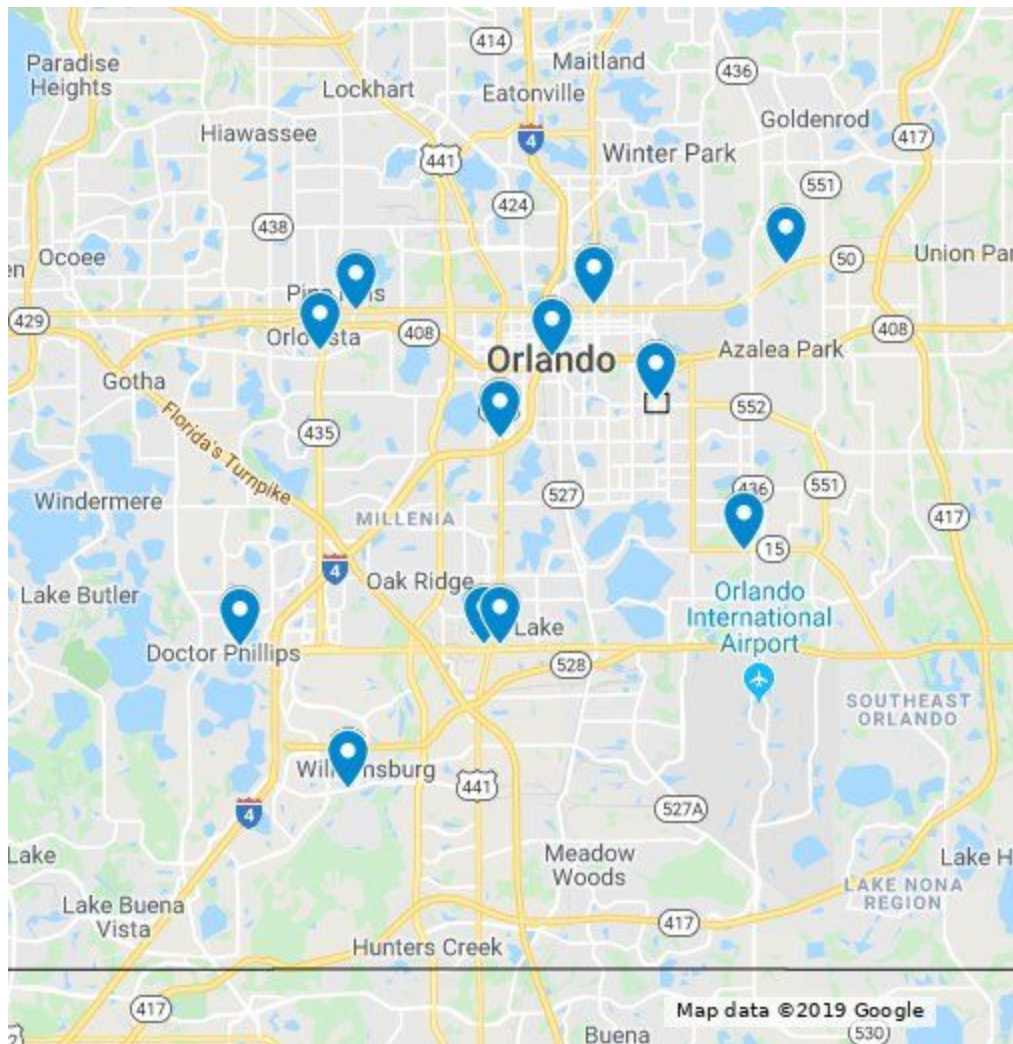 414
Maitland
Paradise
Heights
436
Lockhart
Eatonville
Goldenrod
Hiawassee
4
417
441
Winter Park
551
424
438
Ocoee
Union Par
en
50
429
408
408
Orlando
Azalea Park
Gotha
552
435
Florida's Turnpike
551
436
527
Windermere
MILLENIA
417
15
4
Oak Ridge
Lake Butler
Orlando
International
Airport
Lake
Doctor Phillips
528
SOUTHEAST
ORLANDO
441
527A
4
Meadow
Woods
Lake
Lake H
LAKE NONA
REGION
Lake Buena
Vista
417
Hunters Creek
417
Map data ©2019 Google
530
Buena